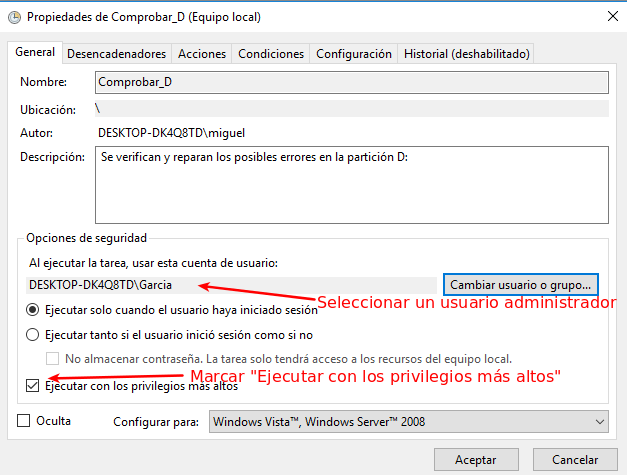 Propiedades de Comprobar_D (Equipo local)
General Desencadenadores Acciones Condiciones Configuración Historial (deshabilitado)
Nombre: Comprobar_D
Ubicación: \
Autor: DESKTOP-DK4Q8TD\miguel
Descripción: Se verifican y reparan los posibles errores en la partición D:
Opciones de seguridad
Al ejecutar la tarea, usar esta cuenta de usuario:
DESKTOP-DK4Q8TD\Garcia Cambiar usuario o grupo...
Seleccionar un usuario administrador
Ejecutar solo cuando el usuario haya iniciado sesión
Ejecutar tanto si el usuario inició sesión como si no
No almacenar contraseña. La tarea solo tendrá acceso a los recursos del equipo local.
Marcar "Ejecutar con los privilegios más altos"
Ejecutar con los privilegios más altos
Oculta Configurar para: Windows Vista™, Windows Server™ 2008
Aceptar Cancelar